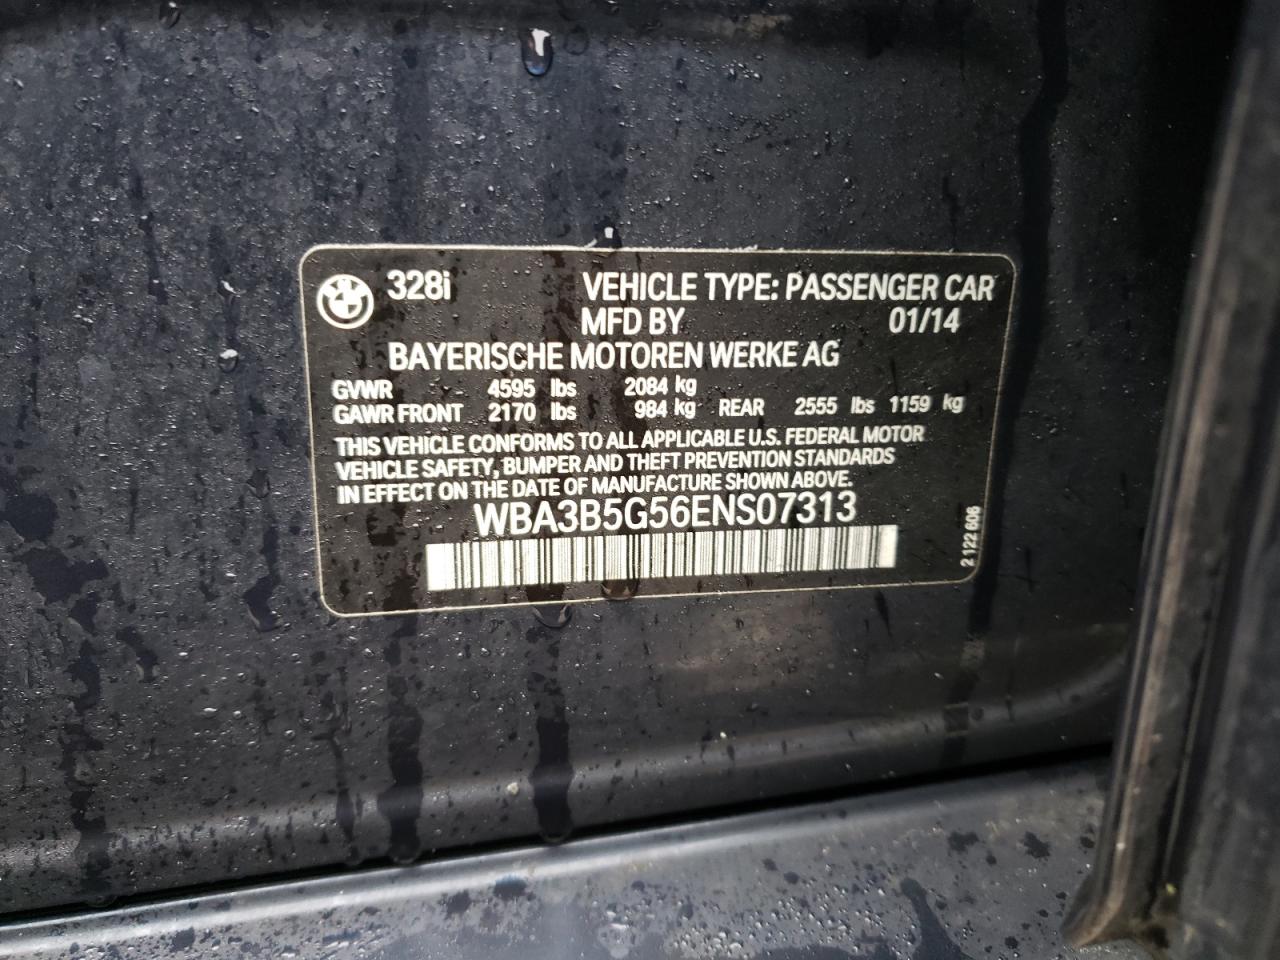 328i VEHICLE TYPE: PASSENGER CAR
MFD BY 01/14
BAYERISCHE MOTOREN WERKE AG
GVWR 4595 lbs 2084 kg
GAWR FRONT 2170 lbs 984 kg REAR 2555 lbs 1159 kg
THIS VEHICLE CONFORMS TO ALL APPLICABLE U.S. FEDERAL MOTOR
VEHICLE SAFETY, BUMPER AND THEFT PREVENTION STANDARDS
IN EFFECT ON THE DATE OF MANUFACTURE SHOWN ABOVE.
WBA3B5G56ENS07313
2 122 606